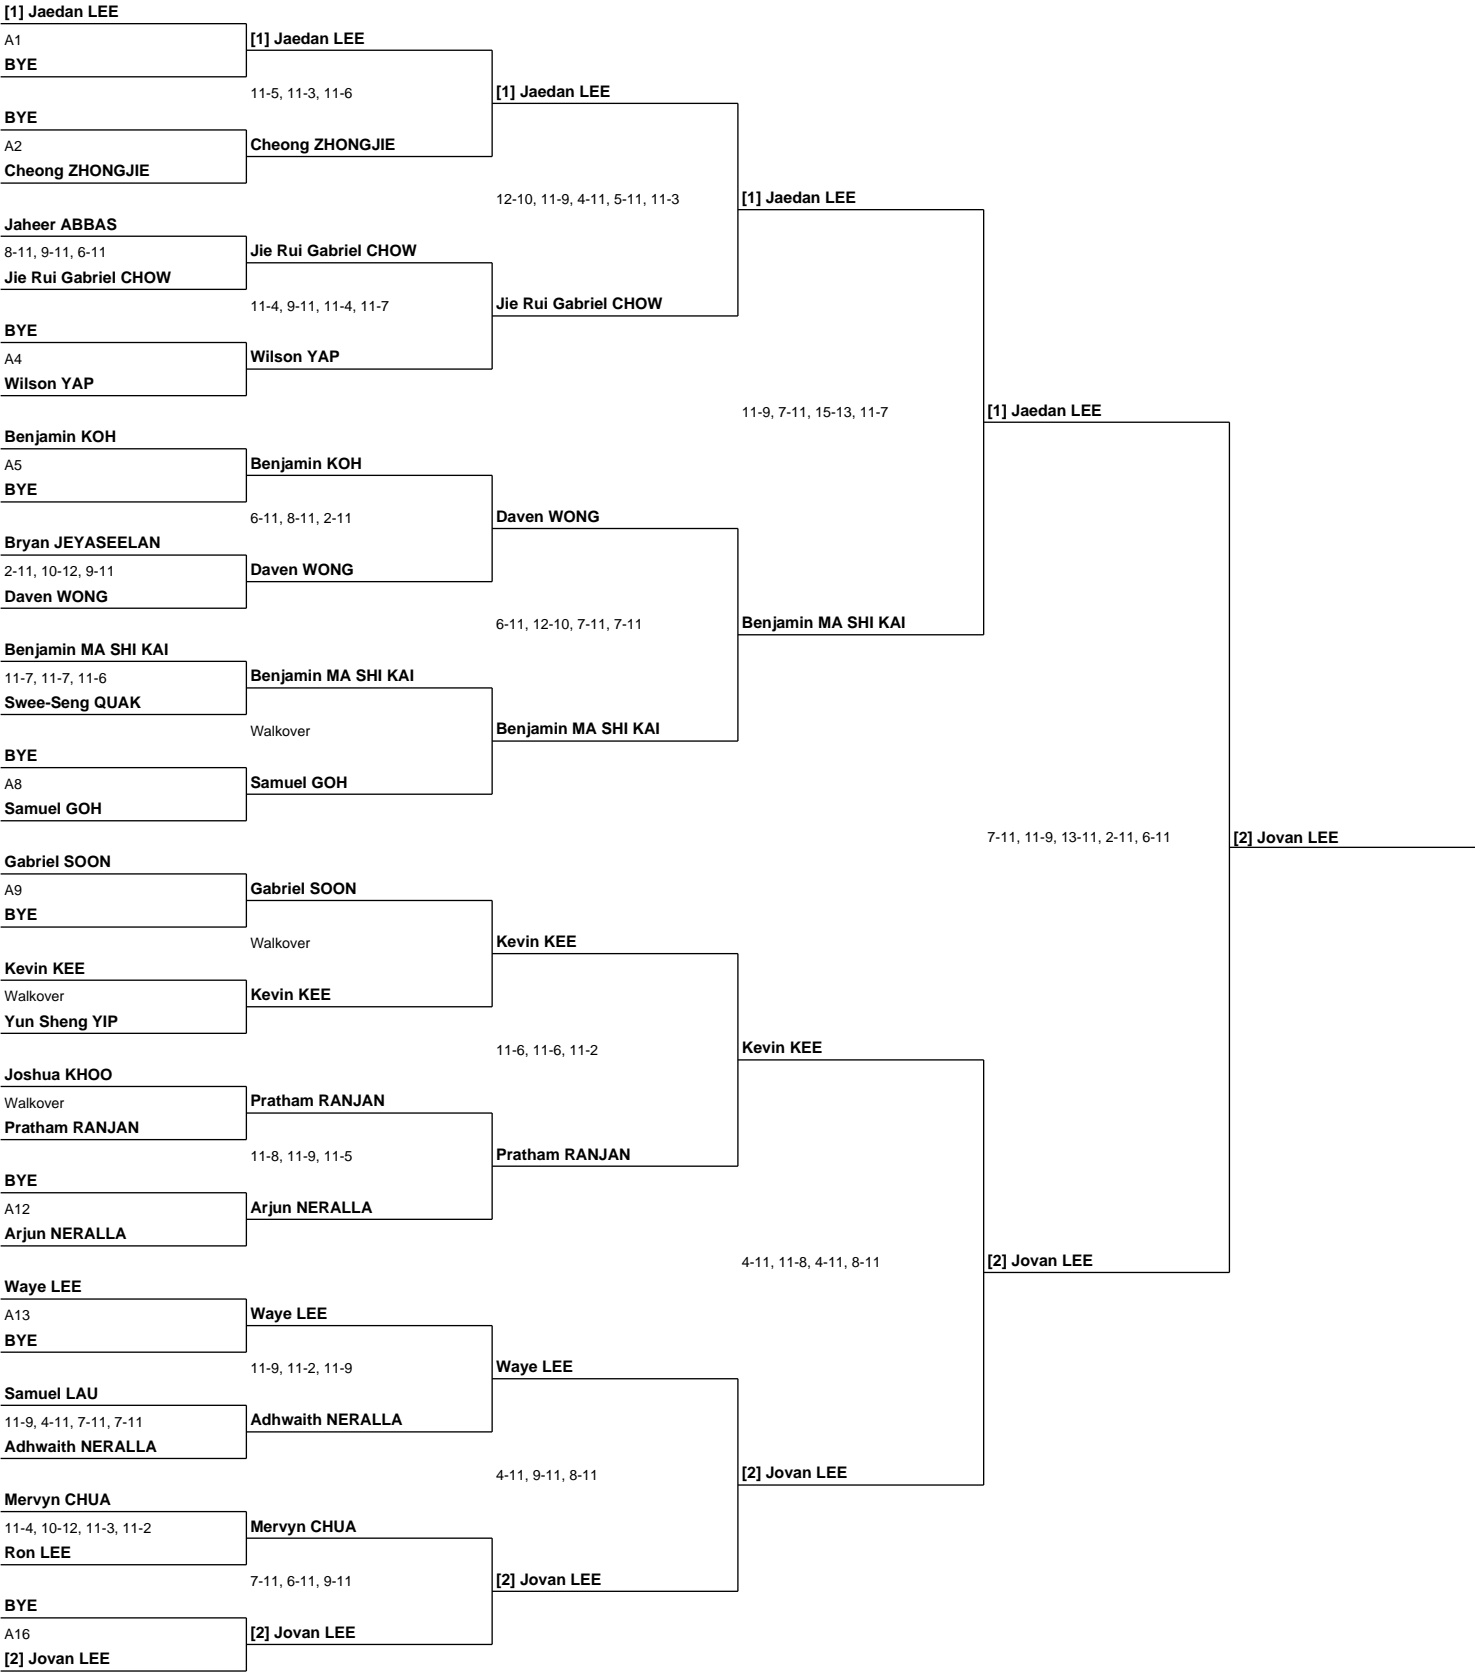 [1] Jaedan LEE
A1
[1] Jaedan LEE
BYE
11-5, 11-3, 11-6
[1] Jaedan LEE
BYE
A2
Cheong ZHONGJIE
Cheong ZHONGJIE
12-10, 11-9, 4-11, 5-11, 11-3
[1] Jaedan LEE
Jaheer ABBAS
8-11, 9-11, 6-11
Jie Rui Gabriel CHOW
Jie Rui Gabriel CHOW
11-4, 9-11, 11-4, 11-7
Jie Rui Gabriel CHOW
BYE
A4
Wilson YAP
Wilson YAP
11-9, 7-11, 15-13, 11-7
[1] Jaedan LEE
Benjamin KOH
A5
Benjamin KOH
BYE
6-11, 8-11, 2-11
Daven WONG
Bryan JEYASEELAN
2-11, 10-12, 9-11
Daven WONG
Daven WONG
6-11, 12-10, 7-11, 7-11
Benjamin MA SHI KAI
Benjamin MA SHI KAI
11-7, 11-7, 11-6
Benjamin MA SHI KAI
Swee-Seng QUAK
Walkover
Benjamin MA SHI KAI
BYE
A8
Samuel GOH
Samuel GOH
7-11, 11-9, 13-11, 2-11, 6-11
[2] Jovan LEE
Gabriel SOON
A9
Gabriel SOON
BYE
Walkover
Kevin KEE
Kevin KEE
Walkover
Kevin KEE
Yun Sheng YIP
11-6, 11-6, 11-2
Kevin KEE
Joshua KHOO
Walkover
Pratham RANJAN
Pratham RANJAN
11-8, 11-9, 11-5
Pratham RANJAN
BYE
A12
Arjun NERALLA
Arjun NERALLA
4-11, 11-8, 4-11, 8-11
[2] Jovan LEE
Waye LEE
A13
Waye LEE
BYE
11-9, 11-2, 11-9
Waye LEE
Samuel LAU
11-9, 4-11, 7-11, 7-11
Adhwaith NERALLA
Adhwaith NERALLA
4-11, 9-11, 8-11
[2] Jovan LEE
Mervyn CHUA
11-4, 10-12, 11-3, 11-2
Mervyn CHUA
Ron LEE
7-11, 6-11, 9-11
[2] Jovan LEE
BYE
A16
[2] Jovan LEE
[2] Jovan LEE